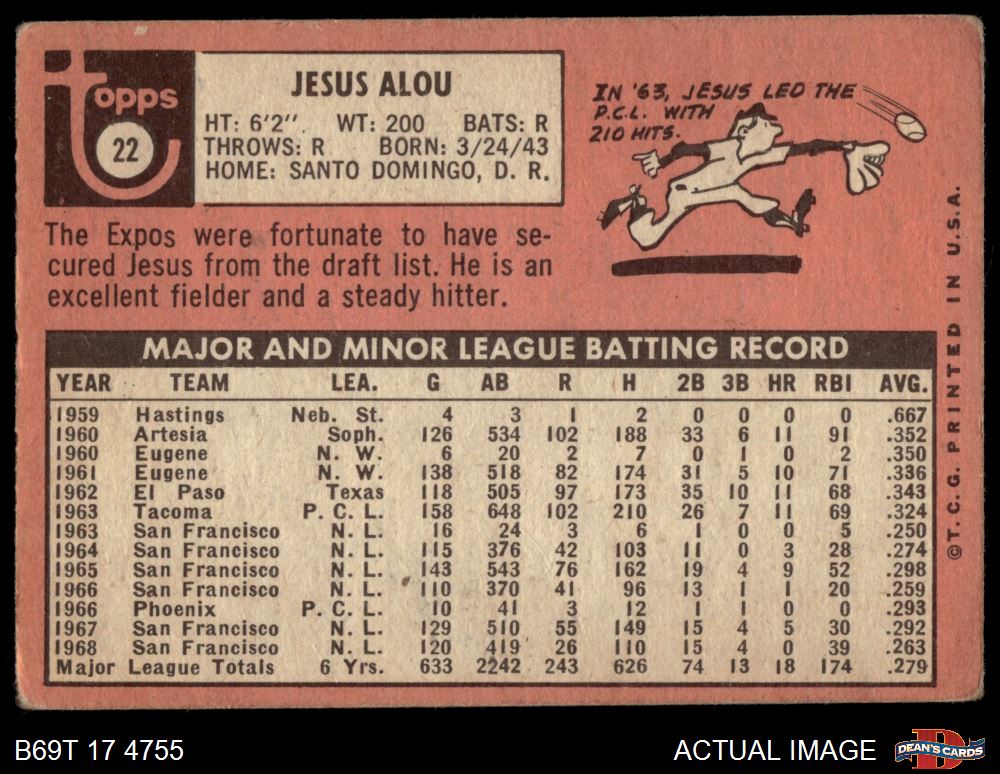 Topps
22
JESUS ALOU
HT: 6'2". WT: 200 BATS: R
THROWS: R BORN: 3/24/43
HOME: SANTO DOMINGO, D. R.
IN '63, JESUS LED THE
P.C.L. WITH
210 HITS.
The Expos were fortunate to have se-
cured Jesus from the draft list. He is an
excellent fielder and a steady hitter.
MAJOR AND MINOR LEAGUE BATTING RECORD
YEAR TEAM LEA. G AB R H 2B 3B HR RBI AVG.
1959 Hastings Neb. St. 4 3 1 2 0 0 0 0 .667
1960 Artesia Soph. 126 534 102 188 33 6 11 91 .352
1960 Eugene N. W. 6 20 2 7 0 1 0 2 .350
1961 Eugene N. W. 138 518 82 174 31 5 10 71 .336
1962 El Paso Texas 118 505 97 173 35 10 11 68 .343
1963 Tacoma P. C. L. 158 648 102 210 26 7 11 69 .324
1963 San Francisco N. L. 16 24 3 6 1 0 0 5 .250
1964 San Francisco N. L. 115 376 42 103 11 0 3 28 .274
1965 San Francisco N. L. 143 543 76 162 19 4 9 52 .298
1966 San Francisco N. L. 110 370 41 96 13 1 1 20 .259
1966 Phoenix P. C. L. 10 41 3 12 1 1 0 0 .293
1967 San Francisco N. L. 129 510 55 149 15 4 5 30 .292
1968 San Francisco N. L. 120 419 26 110 15 4 0 39 .263
Major League Totals 6 Yrs. 633 2242 243 626 74 13 18 174 .279
©T. C. G. PRINTED IN U.S.A.
B69T 17 4755
ACTUAL IMAGE
D
DEAN'S CARDS